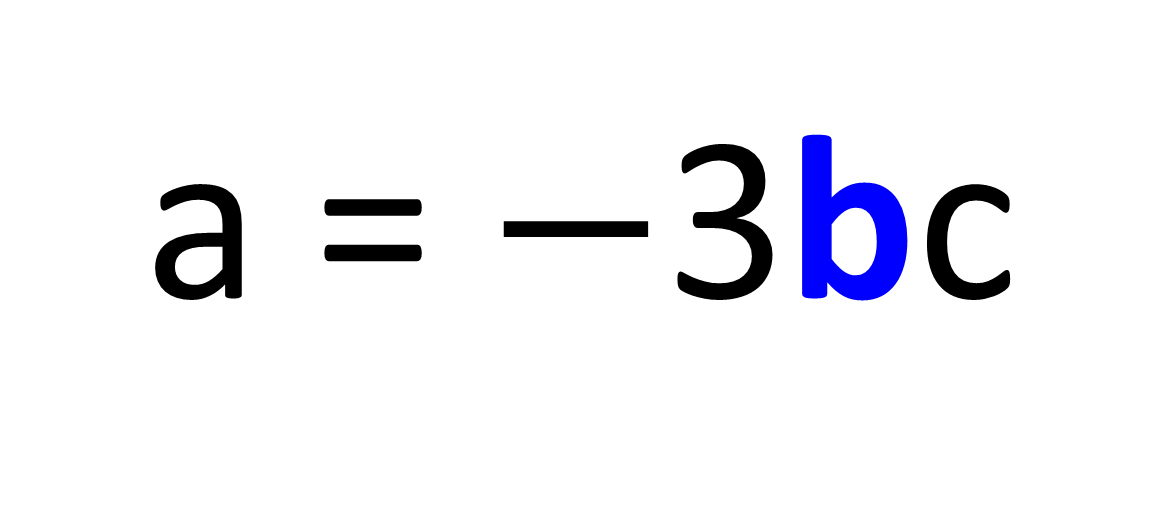 a = —3bc